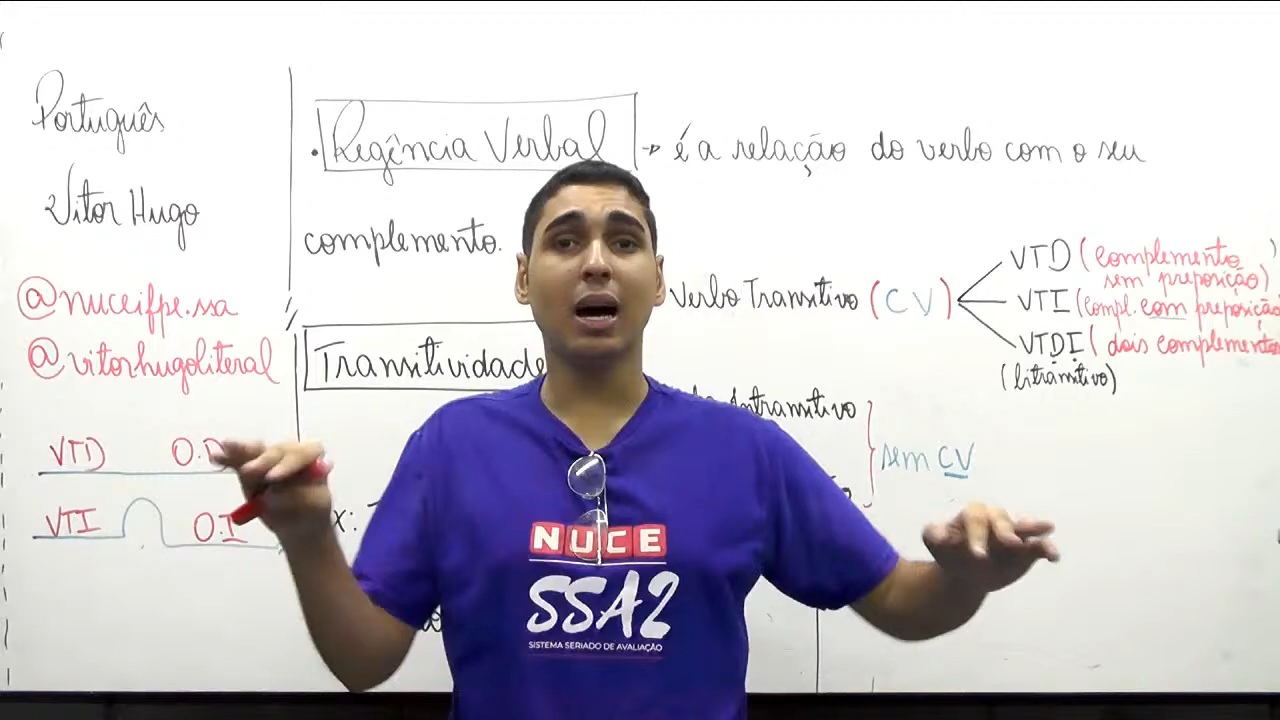 Português
Vitor Hugo
@nuceifpe.ssa
@vitorhugoliteral
VTD O.D
VTI O.I
. Regência Verbal → é a relação do verbo com o seu
complemento.
Transitividade
Verbo Transitivo (CV)
VTD (complemento
sem preposição)
VTI (compl. com preposição
VTDI ( dois complementos
(bitransitivo)
Intransitivo
sem CV
NUCE
SSA2
SISTEMA SERIADO DE AVALIAÇÃO